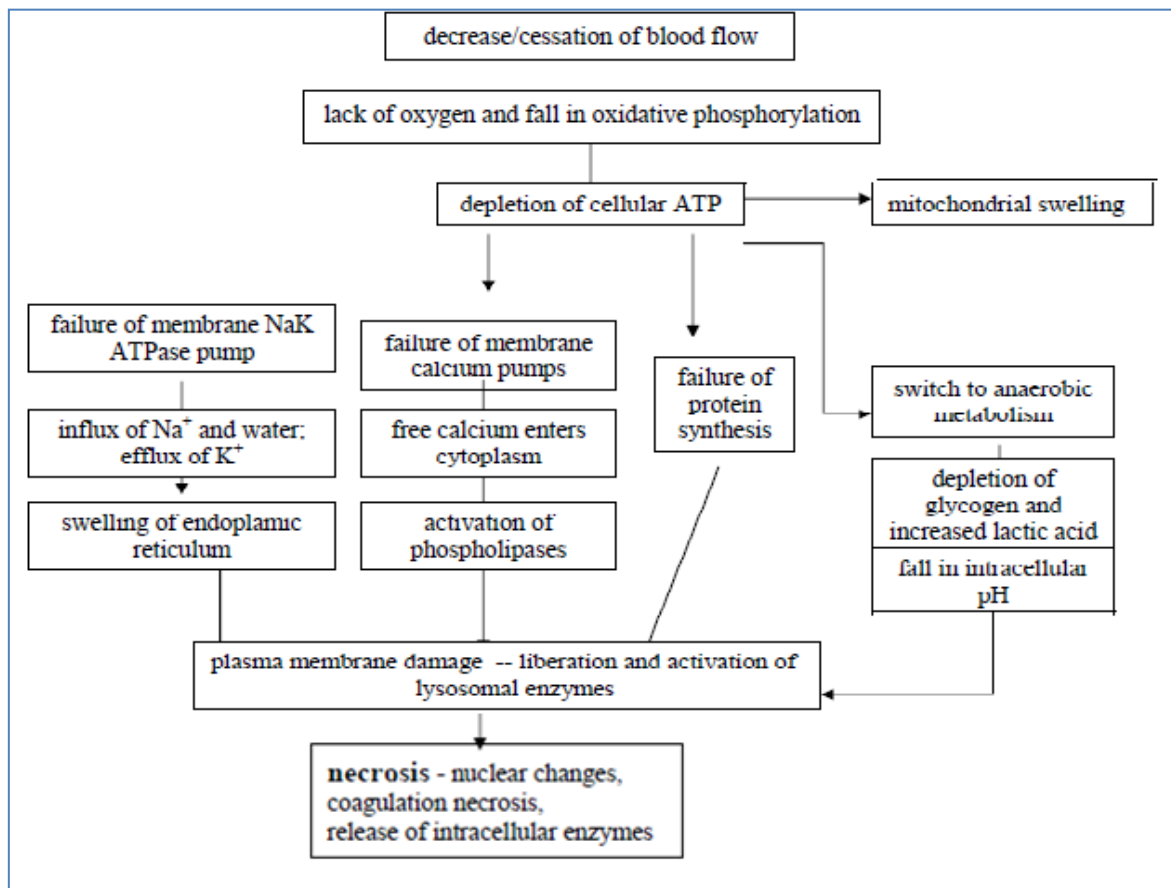 decrease/cessation of blood flow
lack of oxygen and fall in oxidative phosphorylation
depletion of cellular ATP
mitochondrial swelling
failure of membrane NaK
ATPase pump
failure of membrane
calcium pumps
failure of
protein
synthesis
switch to anaerobic
metabolism
influx of Na⁺ and water;
efflux of K⁺
free calcium enters
cytoplasm
depletion of
glycogen and
increased lactic acid
swelling of endoplamic
reticulum
activation of
phospholipases
fall in intracellular
pH
plasma membrane damage -- liberation and activation of
lysosomal enzymes
necrosis - nuclear changes,
coagulation necrosis,
release of intracellular enzymes